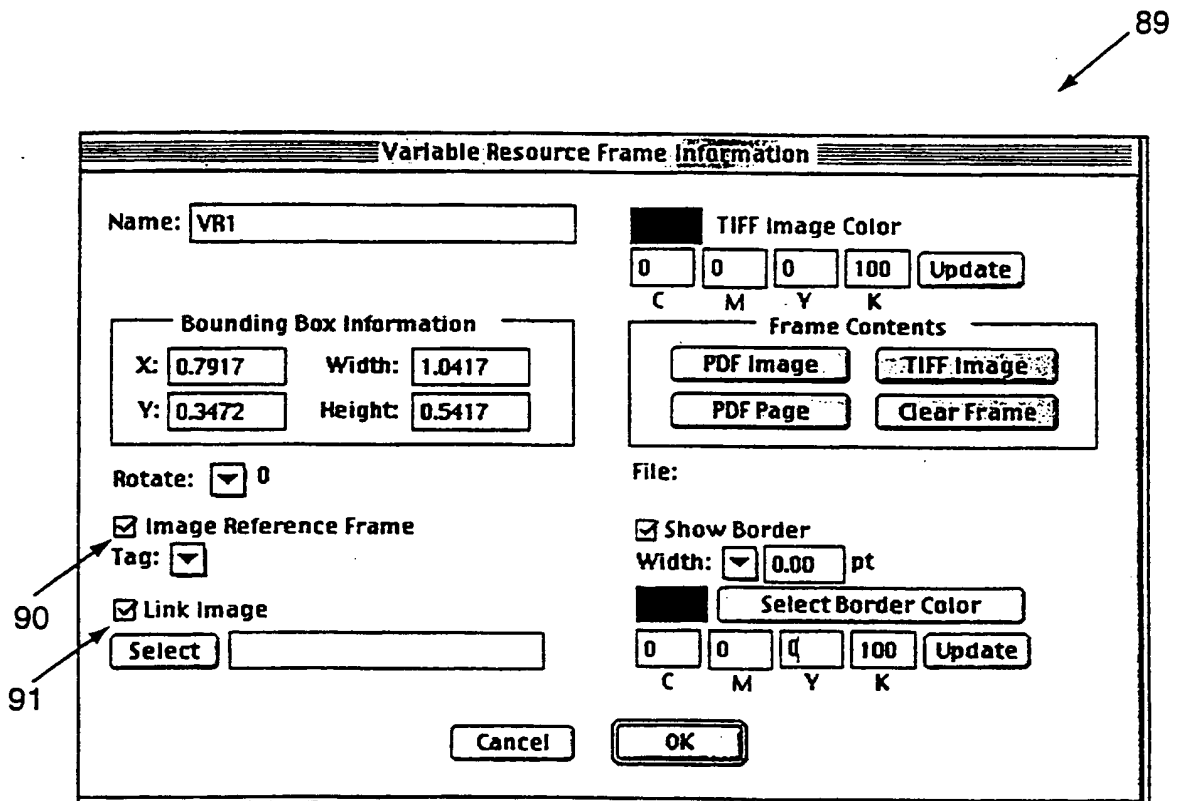 89
Variable Resource Frame Information
Name: VR1
TIFF Image Color
0 0 0 100 Update
C M Y K
Bounding Box Information
X: 0.7917 Width: 1.0417
Y: 0.3472 Height: 0.5417
Frame Contents
PDF Image TIFF Image
PDF Page Clear Frame
Rotate: 0
File:
Image Reference Frame
Tag:
90
Link Image
Select
91
Show Border
Width: 0.00 pt
Select Border Color
0 0 0 100 Update
C M Y K
Cancel OK